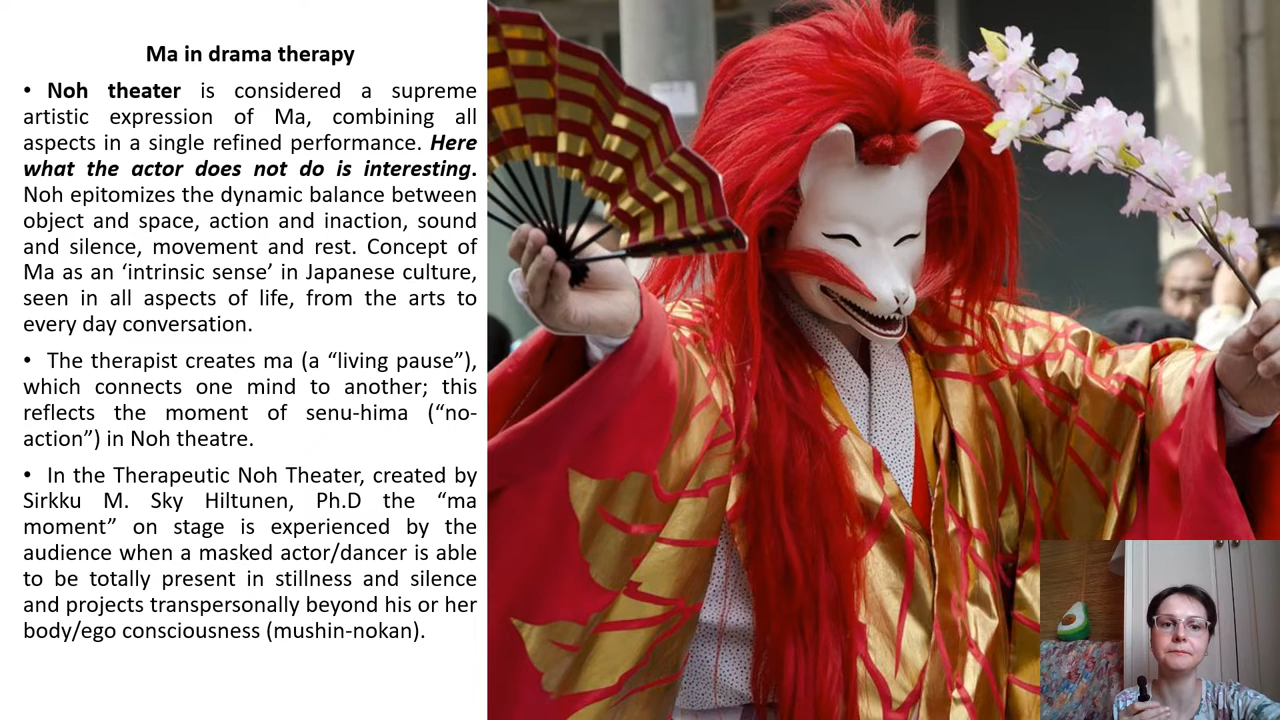 Ma in drama therapy
• Noh theater is considered a supreme
artistic expression of Ma, combining all
aspects in a single refined performance. Here
what the actor does not do is interesting.
Noh epitomizes the dynamic balance between
object and space, action and inaction, sound
and silence, movement and rest. Concept of
Ma as an ‘intrinsic sense’ in Japanese culture,
seen in all aspects of life, from the arts to
every day conversation.
• The therapist creates ma (a “living pause”),
which connects one mind to another; this
reflects the moment of senu-hima (“no-
action”) in Noh theatre.
• In the Therapeutic Noh Theater, created by
Sirkku M. Sky Hiltunen, Ph.D the “ma
moment” on stage is experienced by the
audience when a masked actor/dancer is able
to be totally present in stillness and silence
and projects transpersonally beyond his or her
body/ego consciousness (mushin-nokan).